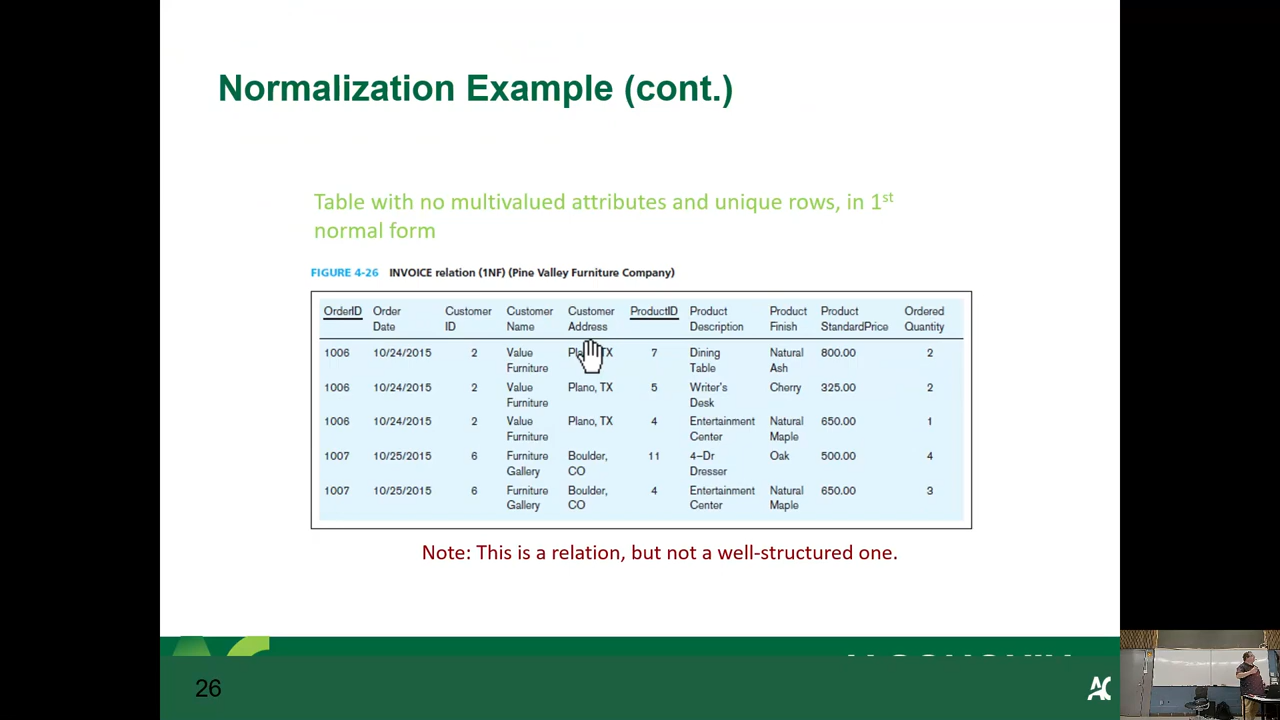 Normalization Example (cont.)
Table with no multivalued attributes and unique rows, in 1st
normal form
FIGURE 4-26 INVOICE relation (1NF) (Pine Valley Furniture Company)
OrderID Order Customer Customer Customer ProductID Product Product Product Ordered
Date ID Name Address Description Finish StandardPrice Quantity
1006 10/24/2015 2 Value TX 7 Dining Natural 800.00 2
Furniture Table Ash
1006 10/24/2015 2 Value Plano, TX 5 Writer's Cherry 325.00 2
Furniture Desk
1006 10/24/2015 2 Value Plano, TX 4 Entertainment Natural 650.00 1
Furniture Center Maple
1007 10/25/2015 6 Furniture Boulder, 11 4–Dr Oak 500.00 4
Gallery CO Dresser
1007 10/25/2015 6 Furniture Boulder, 4 Entertainment Natural 650.00 3
Gallery CO Center Maple
Note: This is a relation, but not a well-structured one.
26